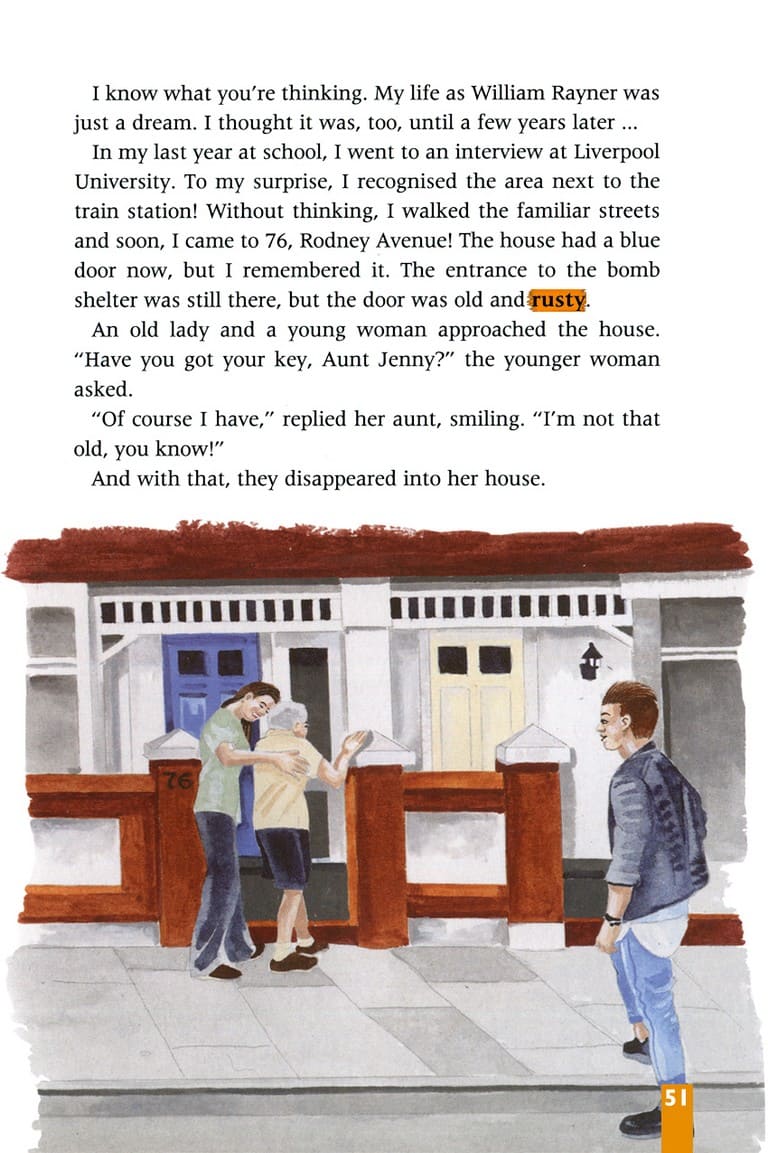 I know what you're thinking. My life as William Rayner was
just a dream. I thought it was, too, until a few years later ...
In my last year at school, I went to an interview at Liverpool
University. To my surprise, I recognised the area next to the
train station! Without thinking, I walked the familiar streets
and soon, I came to 76, Rodney Avenue! The house had a blue
door now, but I remembered it. The entrance to the bomb
shelter was still there, but the door was old and rusty.
An old lady and a young woman approached the house.
“Have you got your key, Aunt Jenny?” the younger woman
asked.
“Of course I have,” replied her aunt, smiling. “I'm not that
old, you know!”
And with that, they disappeared into her house.
76
51